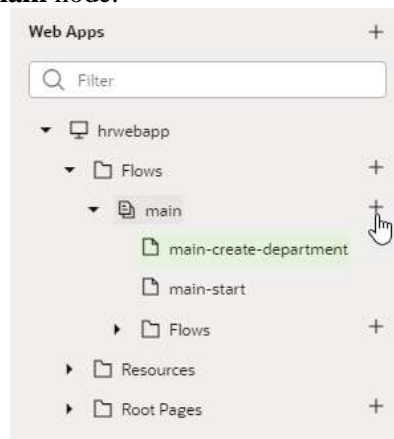 main node.
Web Apps
Filter
hrwebapp
Flows
main
main-create-department
main-start
Flows
Resources
Root Pages